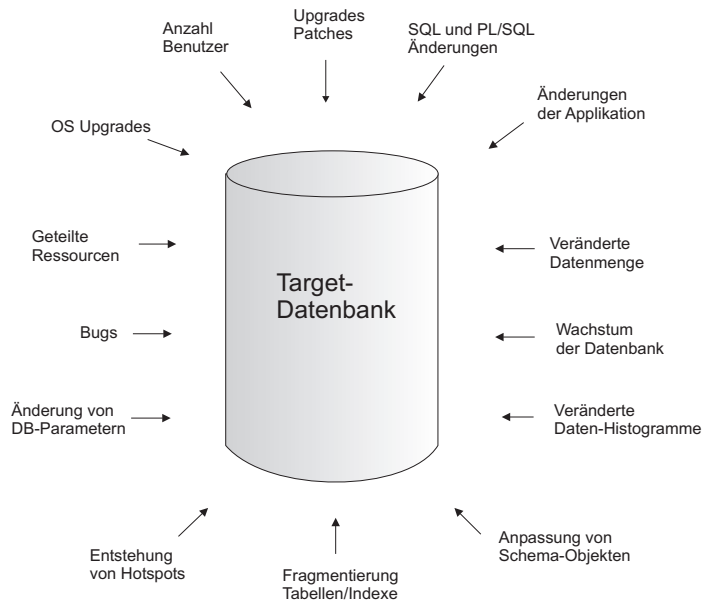 Anzahl
Benutzer
Upgrades
Patches
SQL und PL/SQL
Änderungen
Änderungen
der Applikation
OS Upgrades
Geteilte
Ressourcen
Veränderte
Datenmenge
Target-
Datenbank
Bugs
Wachstum
der Datenbank
Änderung von
DB-Parametern
Veränderte
Daten-Histogramme
Entstehung
von Hotspots
Fragmentierung
Tabellen/Indexe
Anpassung von
Schema-Objekten